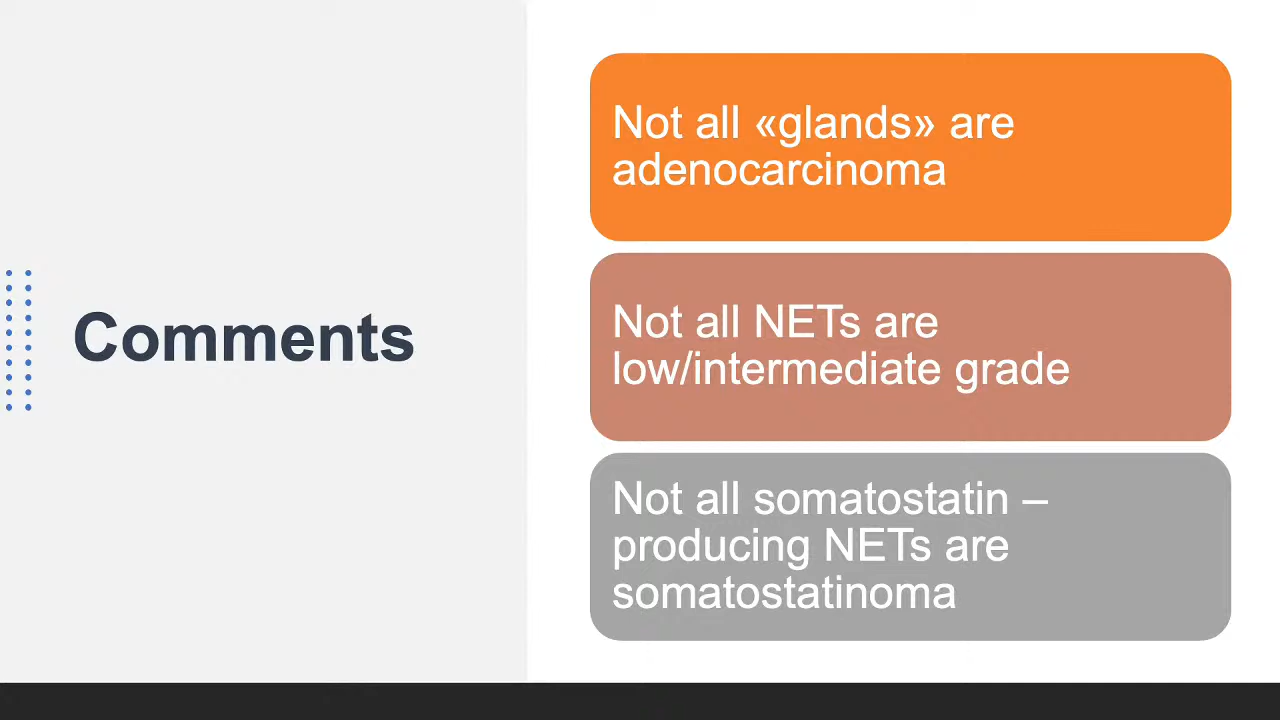 Comments
Not all «glands» are
adenocarcinoma
Not all NETs are
low/intermediate grade
Not all somatostatin –
producing NETs are
somatostatinoma